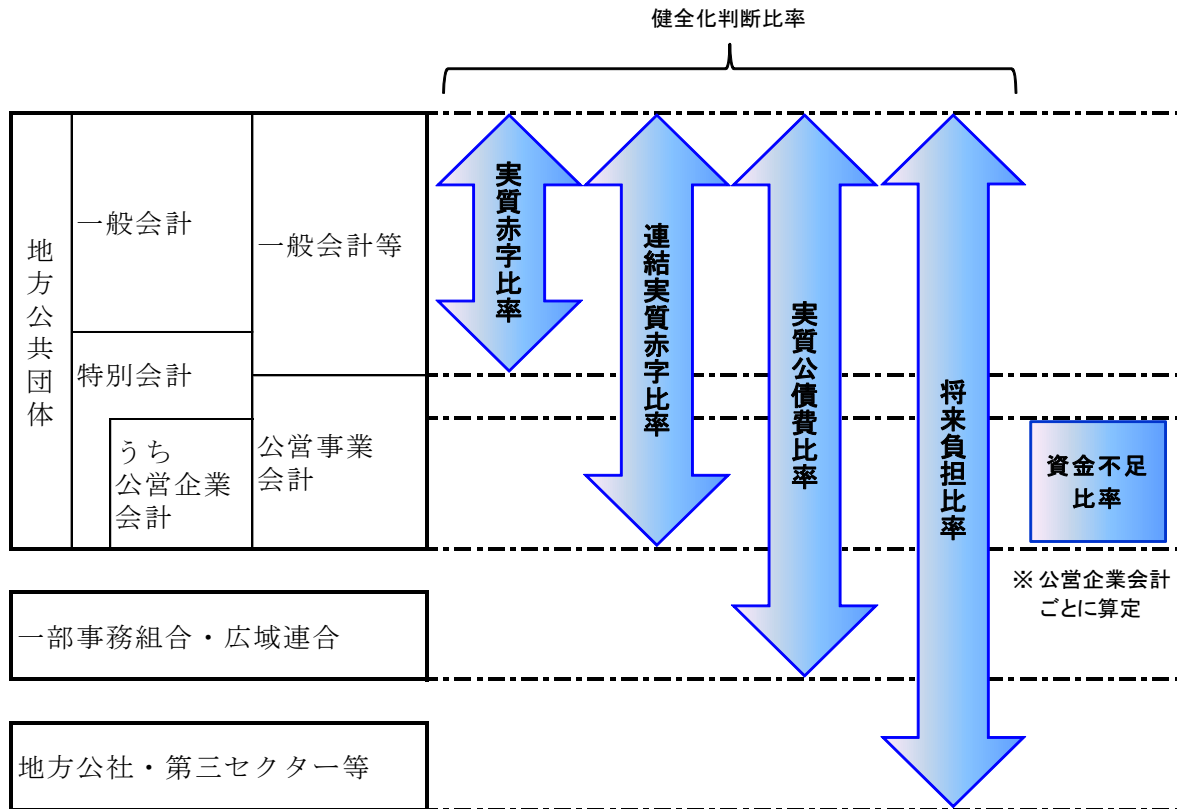 健全化判断比率
地方公共団体
一般会計
一般会計等
特別会計
うち
公営企業
会計
公営事業
会計
実質赤字比率
連結実質赤字比率
実質公債費比率
将来負担比率
資金不足
比率
※公営企業会計
ごとに算定
一部事務組合・広域連合
地方公社・第三セクター等